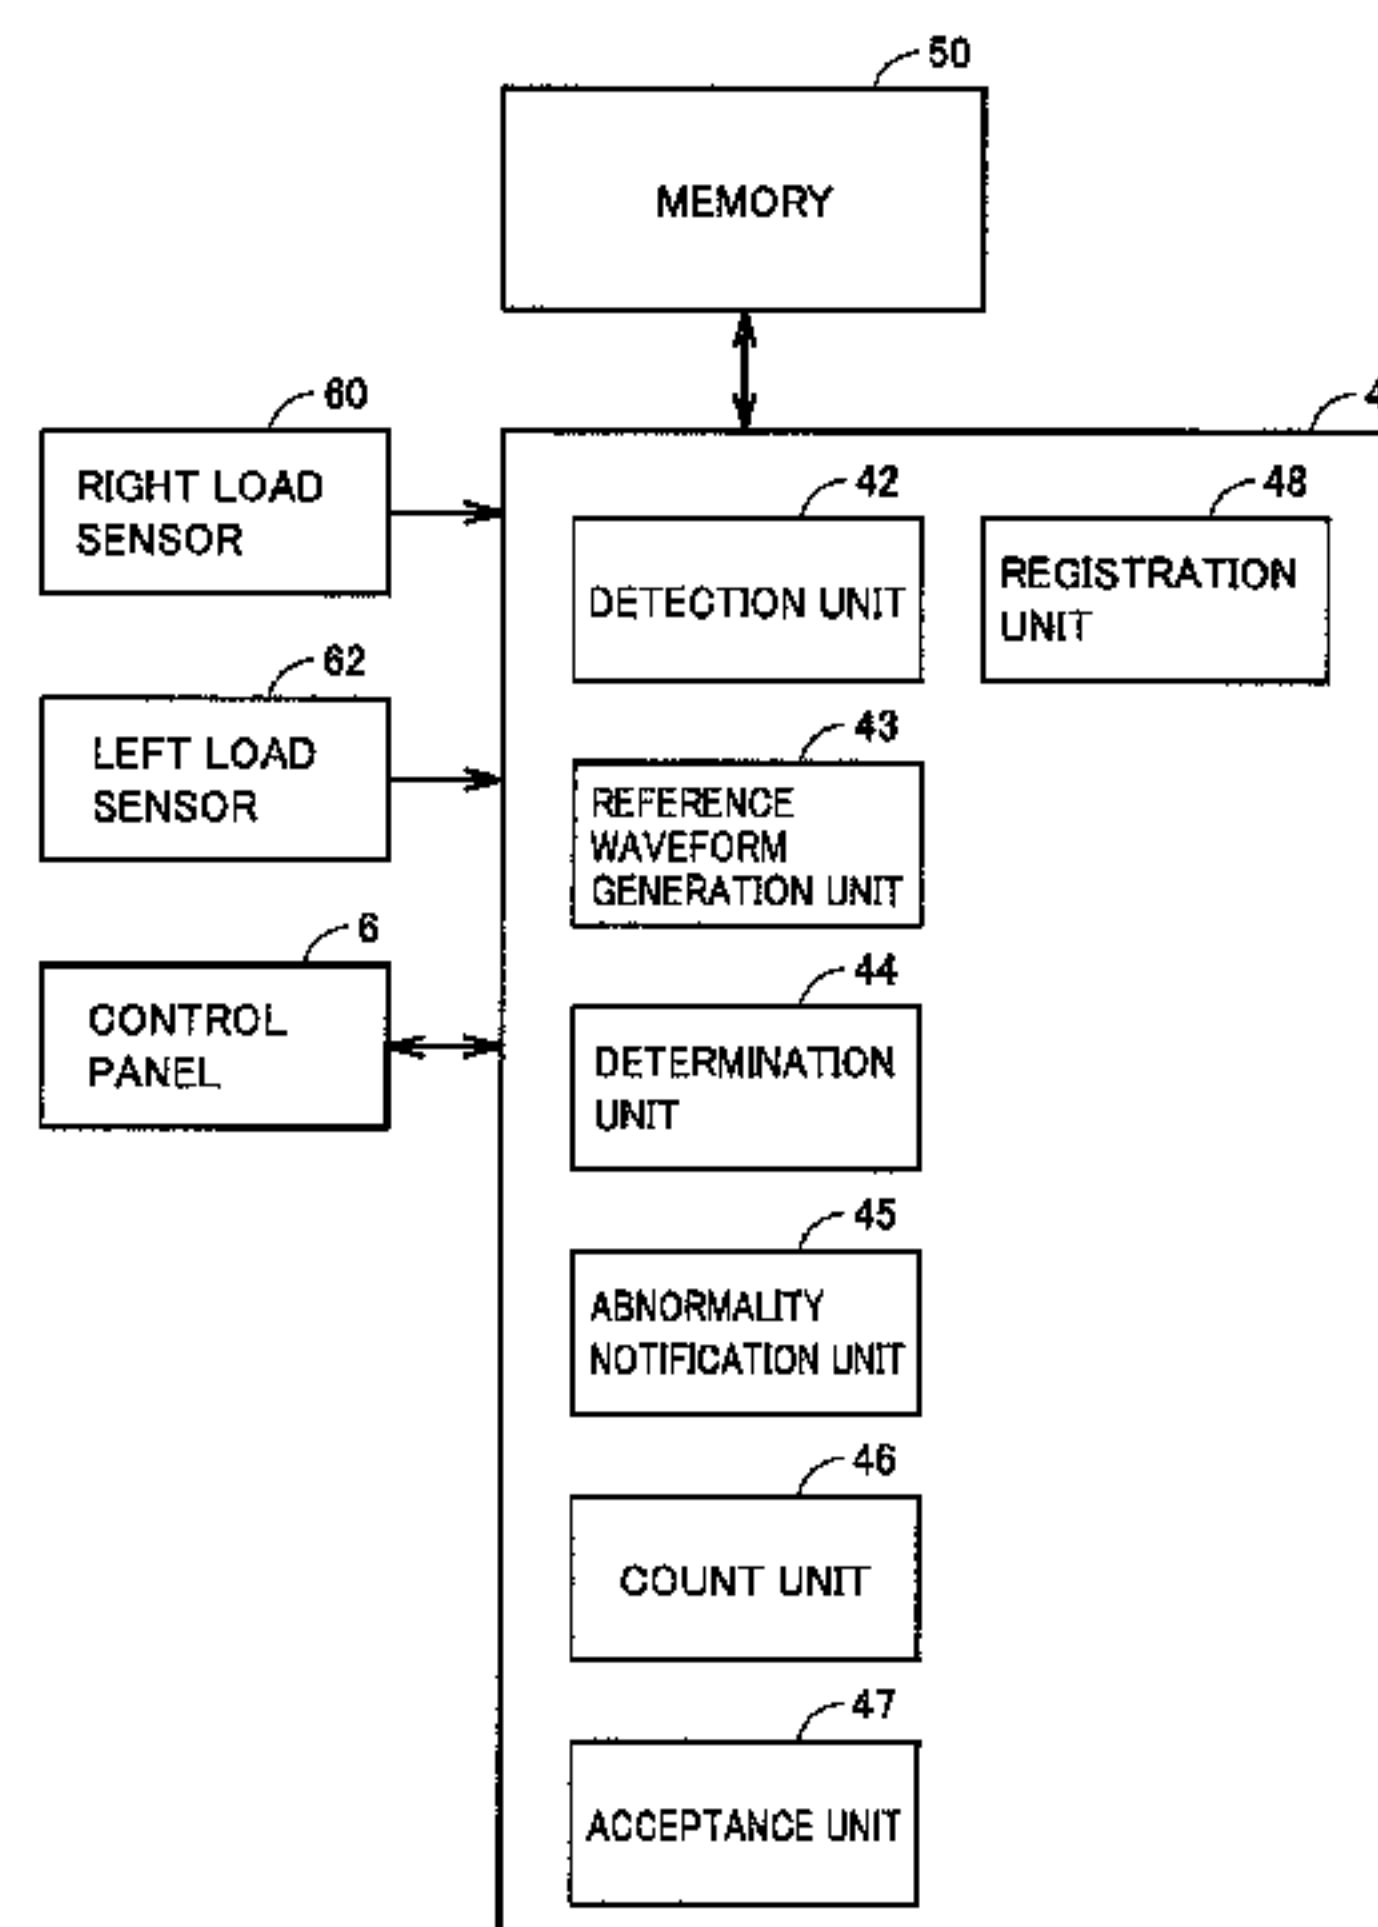 50
MEMORY
60
RIGHT LOAD
SENSOR
62
LEFT LOAD
SENSOR
6
CONTROL
PANEL
42
DETECTION UNIT
48
REGISTRATION
UNIT
43
REFERENCE
WAVEFORM
GENERATION UNIT
44
DETERMINATION
UNIT
45
ABNORMALITY
NOTIFICATION UNIT
46
COUNT UNIT
47
ACCEPTANCE UNIT